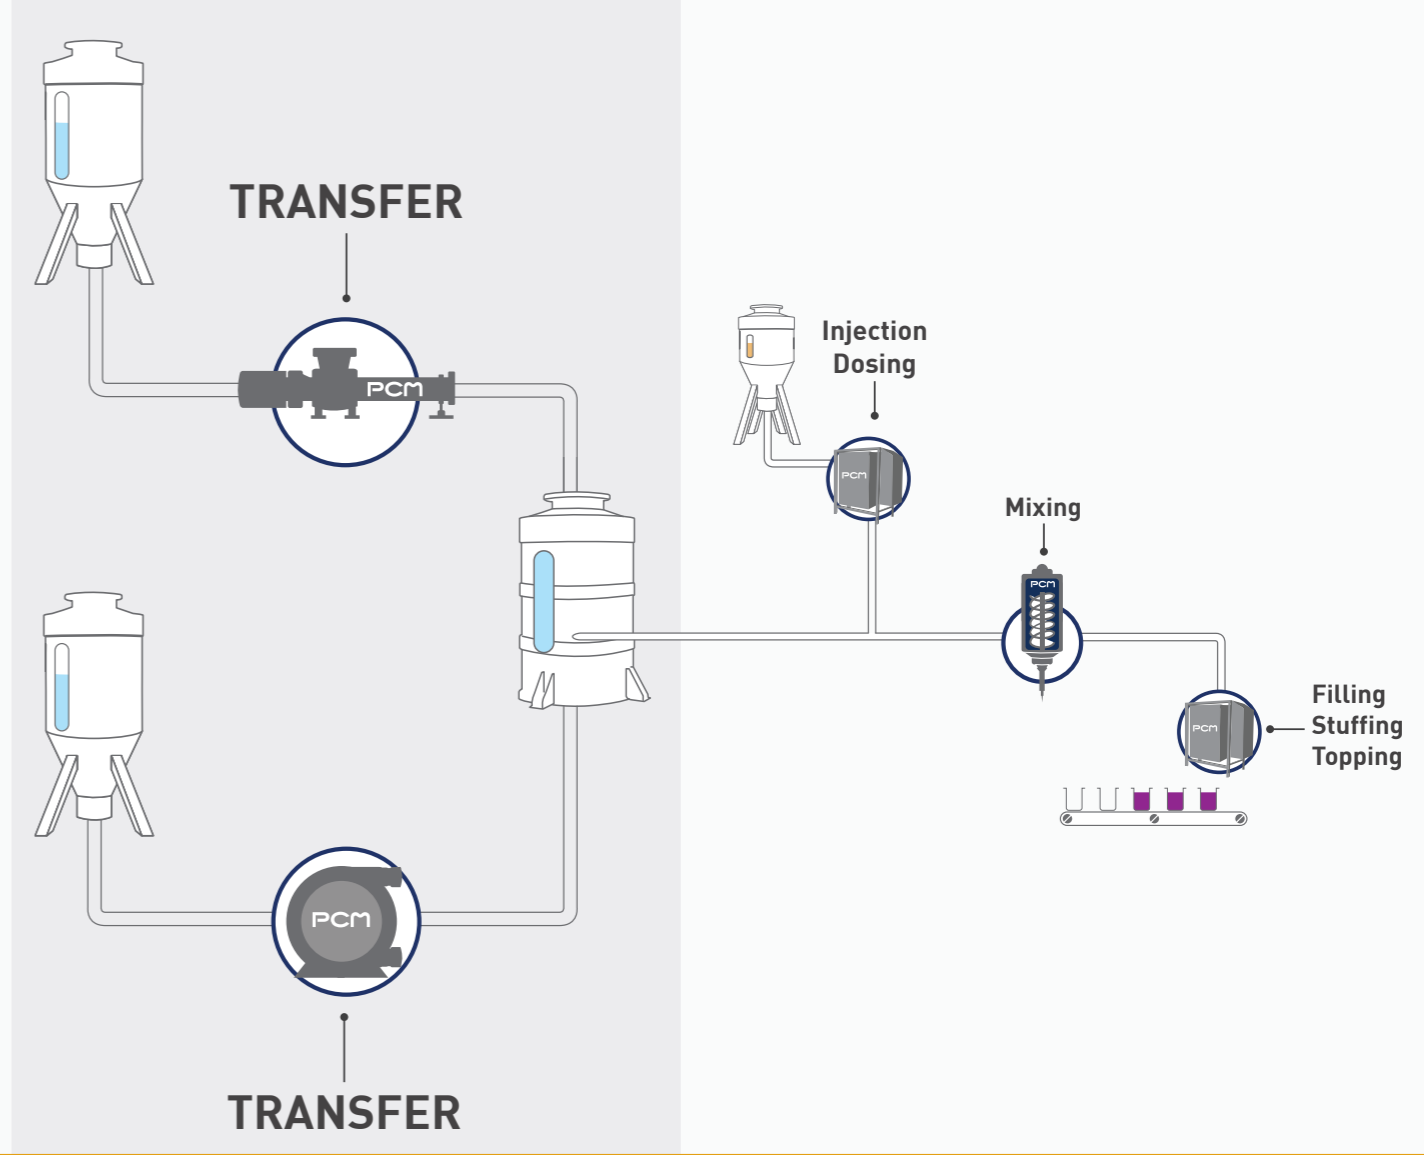 TRANSFER
PCM
Injection
Dosing
PCM
Mixing
PCM
Filling
Stuffing
Topping
PCM
PCM
TRANSFER